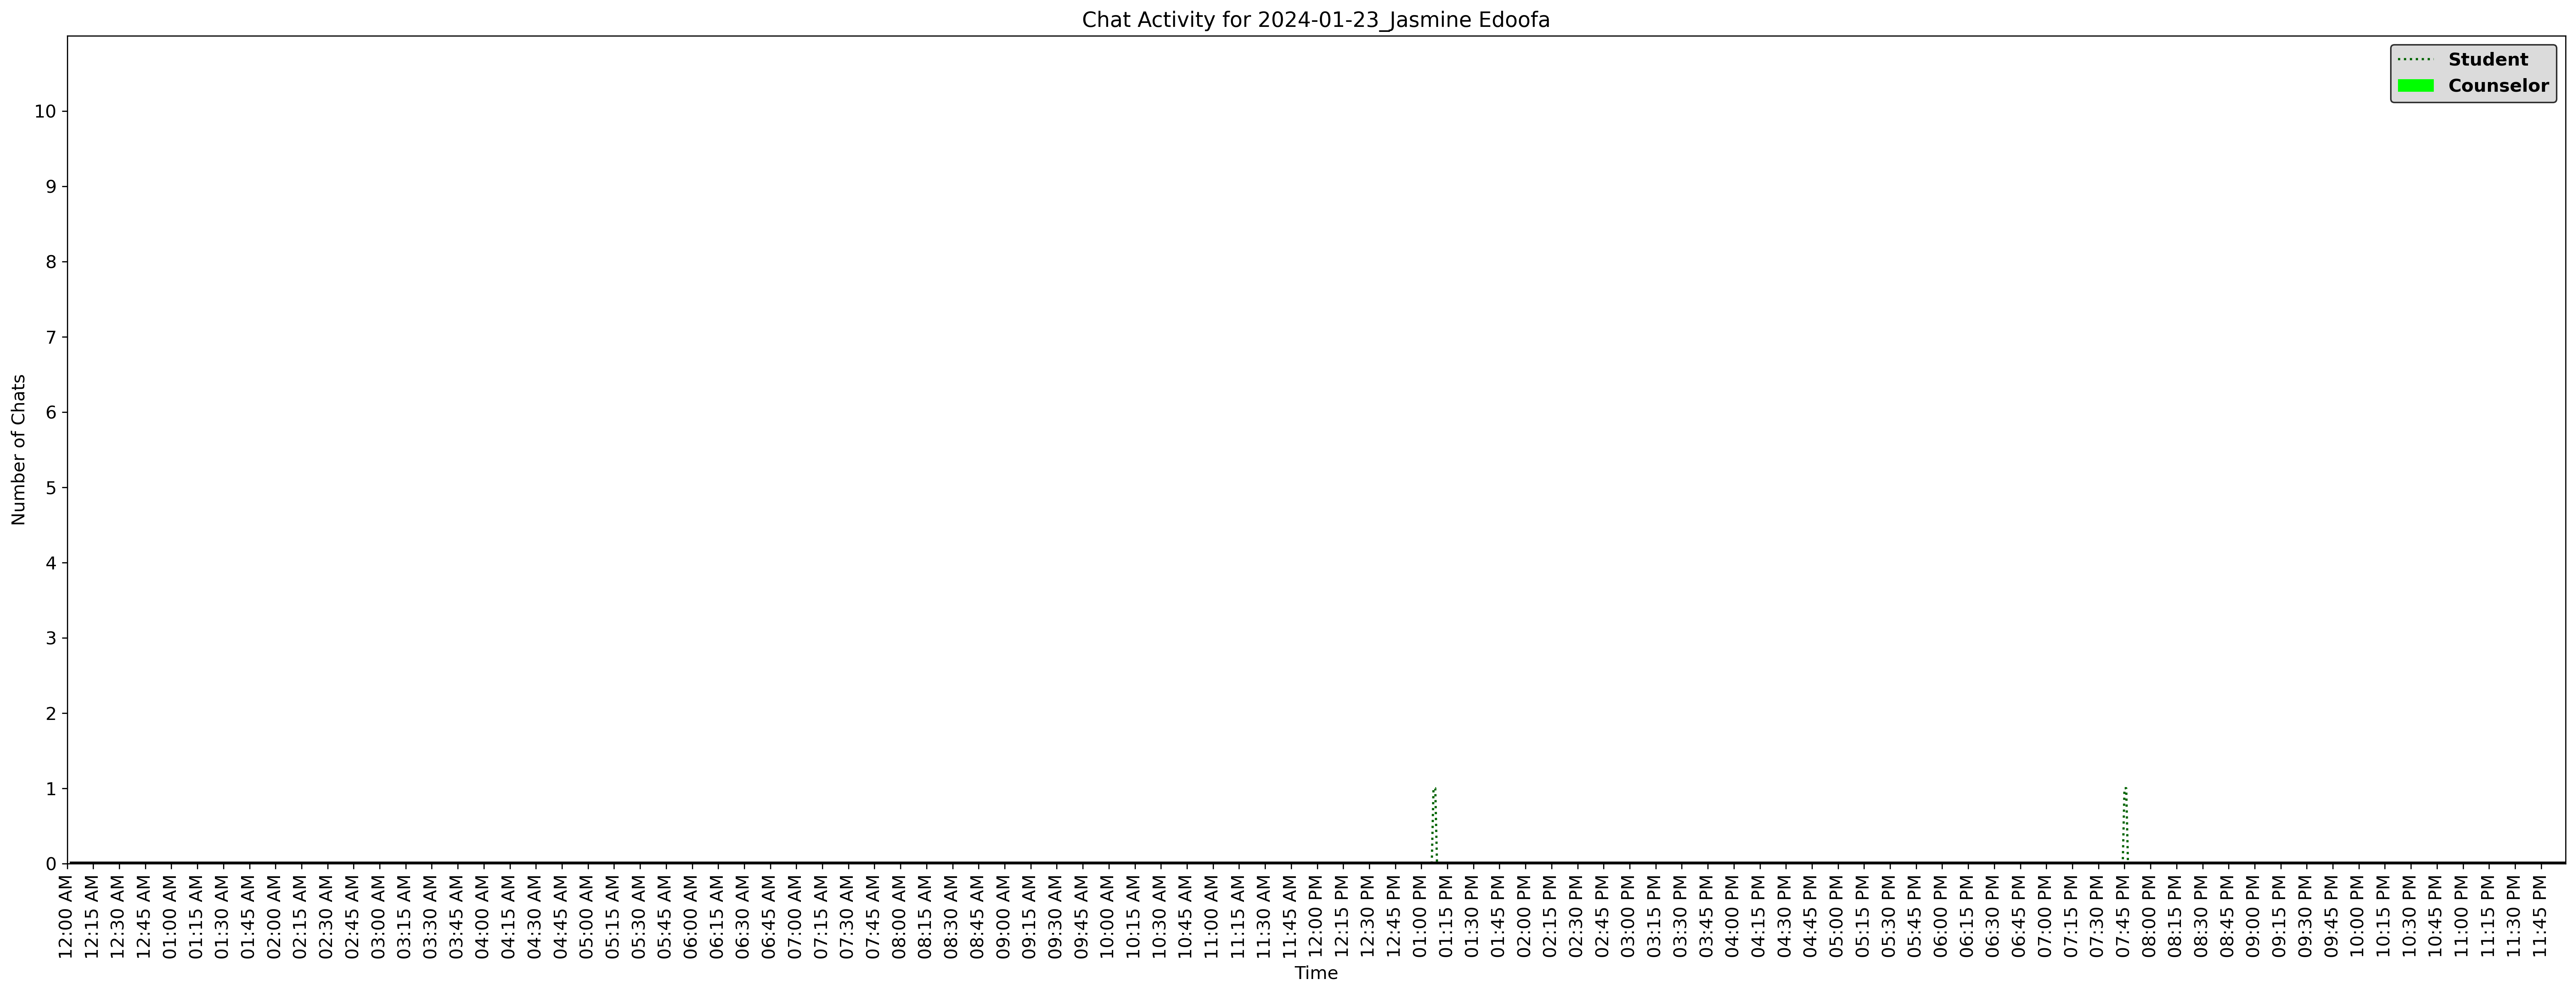 Chat Activity for 2024-01-23_Jasmine Edoofa
Student
Counselor
Number of Chats
10
9
8
7
6
5
4
3
2
1
0
12:00 AM
12:15 AM
12:30 AM
12:45 AM
01:00 AM
01:15 AM
01:30 AM
01:45 AM
02:00 AM
02:15 AM
02:30 AM
02:45 AM
03:00 AM
03:15 AM
03:30 AM
03:45 AM
04:00 AM
04:15 AM
04:30 AM
04:45 AM
05:00 AM
05:15 AM
05:30 AM
05:45 AM
06:00 AM
06:15 AM
06:30 AM
06:45 AM
07:00 AM
07:15 AM
07:30 AM
07:45 AM
08:00 AM
08:15 AM
08:30 AM
08:45 AM
09:00 AM
09:15 AM
09:30 AM
09:45 AM
10:00 AM
10:15 AM
10:30 AM
10:45 AM
11:00 AM
11:15 AM
11:30 AM
11:45 AM
12:00 PM
12:15 PM
12:30 PM
12:45 PM
01:00 PM
01:15 PM
01:30 PM
01:45 PM
02:00 PM
02:15 PM
02:30 PM
02:45 PM
03:00 PM
03:15 PM
03:30 PM
03:45 PM
04:00 PM
04:15 PM
04:30 PM
04:45 PM
05:00 PM
05:15 PM
05:30 PM
05:45 PM
06:00 PM
06:15 PM
06:30 PM
06:45 PM
07:00 PM
07:15 PM
07:30 PM
07:45 PM
08:00 PM
08:15 PM
08:30 PM
08:45 PM
09:00 PM
09:15 PM
09:30 PM
09:45 PM
10:00 PM
10:15 PM
10:30 PM
10:45 PM
11:00 PM
11:15 PM
11:30 PM
11:45 PM
Time